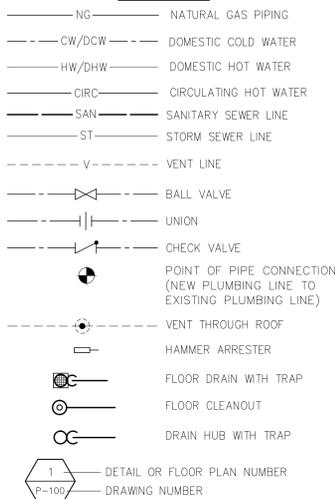 NG NATURAL GAS PIPING
CW/DCW DOMESTIC COLD WATER
HW/DHW DOMESTIC HOT WATER
CIRC CIRCULATING HOT WATER
SAN SANITARY SEWER LINE
ST STORM SEWER LINE
V VENT LINE
BALL VALVE
UNION
CHECK VALVE
POINT OF PIPE CONNECTION
(NEW PLUMBING LINE TO
EXISTING PLUMBING LINE)
VENT THROUGH ROOF
HAMMER ARRESTER
FLOOR DRAIN WITH TRAP
FLOOR CLEANOUT
DRAIN HUB WITH TRAP
1 DETAIL OR FLOOR PLAN NUMBER
P-100 DRAWING NUMBER